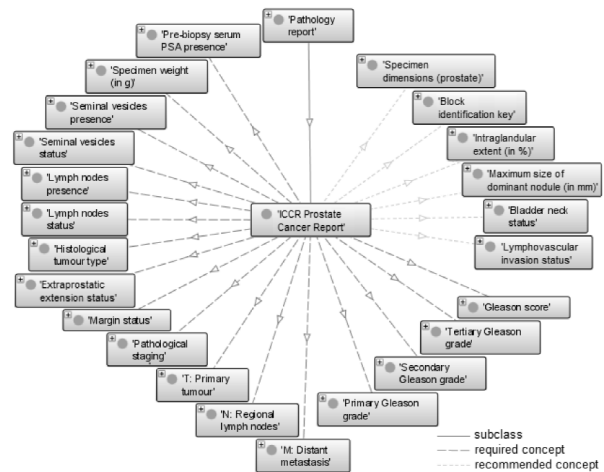 'Pathology
report'
'Pre-biopsy serum
PSA presence'
'Specimen weight
(in g)'
'Seminal vesicles
presence'
'Seminal vesicles
status'
'Lymph nodes
presence'
'Lymph nodes
status'
'Histological
tumour type'
'Extraprostatic
extension status'
'Margin status'
'Pathological
staging'
'T: Primary
tumour'
'N: Regional
lymph nodes'
'M: Distant
metastasis'
'ICCR Prostate
Cancer Report'
'Specimen
dimensions (prostate)'
'Block
identification key'
'Intraglandular
extent (in %)'
'Maximum size of
dominant nodule (in mm)'
'Bladder neck
status'
'Lymphovascular
invasion status'
'Gleason score'
'Tertiary Gleason
grade'
'Secondary
Gleason grade'
'Primary Gleason
grade'
subclass
required concept
recommended concept